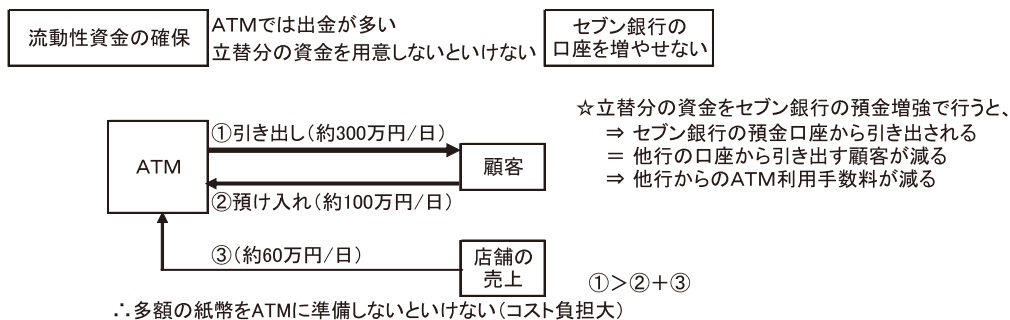 流動性資金の確保
ATMでは出金が多い
立替分の資金を用意しないといけない
セブン銀行の
口座を増やせない
☆立替分の資金をセブン銀行の預金増強で行うと、
⇒ セブン銀行の預金口座から引き出される
＝ 他行の口座から引き出す顧客が減る
⇒ 他行からのATM利用手数料が減る
ATM
①引き出し（約300万円/日）
顧客
②預け入れ（約100万円/日）
③（約60万円/日）
店舗の
売上
①＞②＋③
∴多額の紙幣をATMに準備しないといけない（コスト負担大）